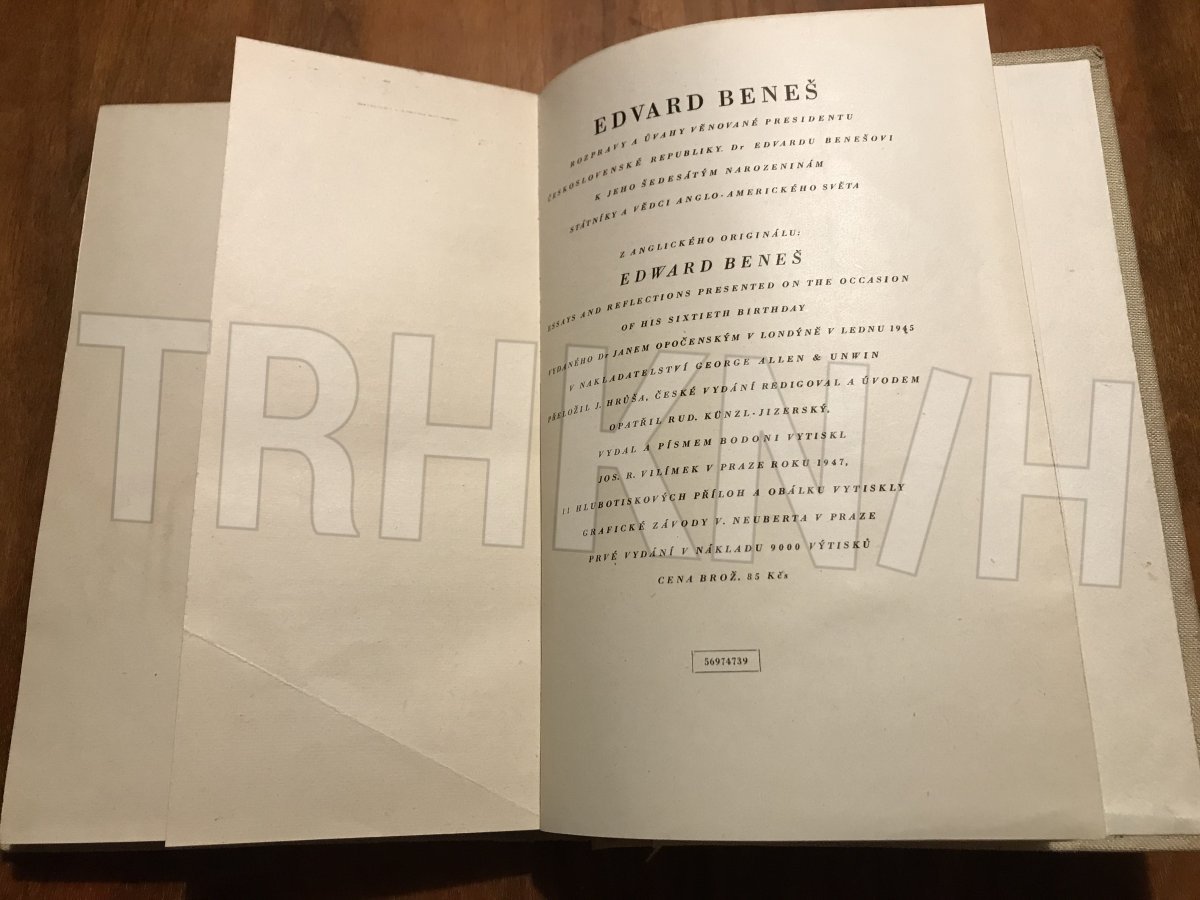 EDVARD BENEŠ
ROZPRAVY A ÚVAHY VĚNOVANÉ PRESIDENTU
ČESKOSLOVENSKÉ REPUBLIKY Dr EDVARDU BENEŠOVI
K JEHO ŠEDESÁTÝM NAROZENINÁM
STÁTNÍKY A VĚDCI ANGLO-AMERICKÉHO SVĚTA
Z ANGLICKÉHO ORIGINÁLU:
EDWARD BENEŠ
ESSAYS AND REFLECTIONS PRESENTED ON THE OCCASION
OF HIS SIXTIETH BIRTHDAY
VYDANÉHO Dr JANEM OPOČENSKÝM V LONDÝNĚ V LEDNU 1945
V NAKLADATELSTVÍ GEORGE ALLEN & UNWIN
PŘELOŽIL J. HRŮŠA, ČESKÉ VYDÁNÍ REDIGOVAL A ÚVODEM
OPATŘIL RUD. KÜNZL-JIZERSKÝ,
VYDAL A PÍSMEM BODONI VYTISKL
JOS. R. VILÍMEK V PRAZE ROKU 1947,
11 HLUBOTISKOVÝCH PŘÍLOH A OBÁLKU VYTISKLY
GRAFICKÉ ZÁVODY V. NEUBERTA V PRAZE
PRVÉ VYDÁNÍ V NÁKLADU 9000 VÝTISKŮ
CENA BROŽ. 85 Kčs
56974739
TRHKNIH